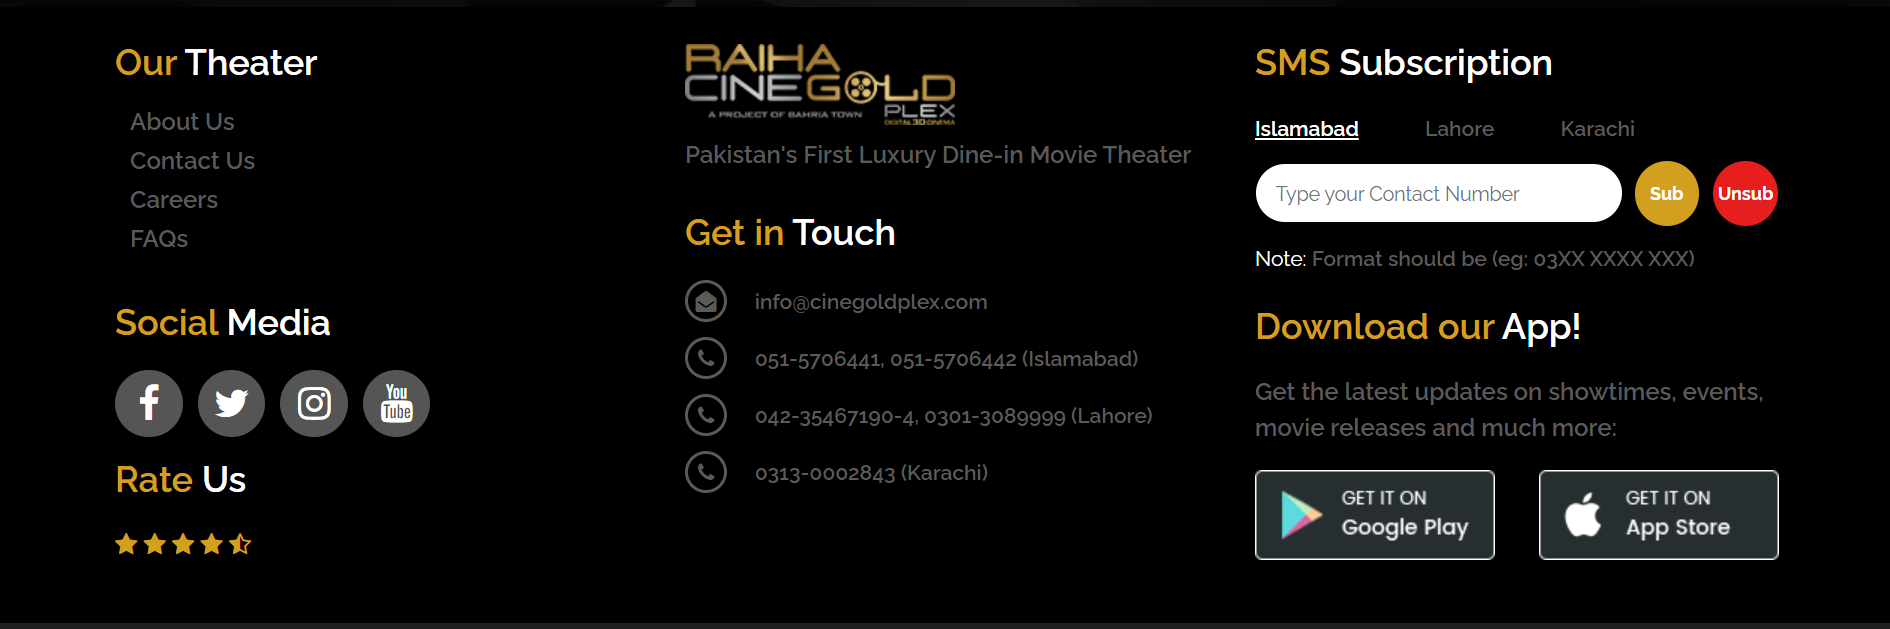 Our Theater
About Us
Contact Us
Careers
FAQs
Social Media
You
Tube
Rate Us
RAIHA
CINEGOLD
A PROJECT OF BAHRIA TOWN
PLEX
DIGITAL 3D CINEMA
Pakistan's First Luxury Dine-in Movie Theater
Get in Touch
info@cinegoldplex.com
051-5706441, 051-5706442 (Islamabad)
042-35467190-4, 0301-3089999 (Lahore)
0313-0002843 (Karachi)
SMS Subscription
Islamabad Lahore Karachi
Type your Contact Number Sub Unsub
Note: Format should be (eg: 03XX XXXX XXX)
Download our App!
Get the latest updates on showtimes, events,
movie releases and much more:
GET IT ON
Google Play
GET IT ON
App Store